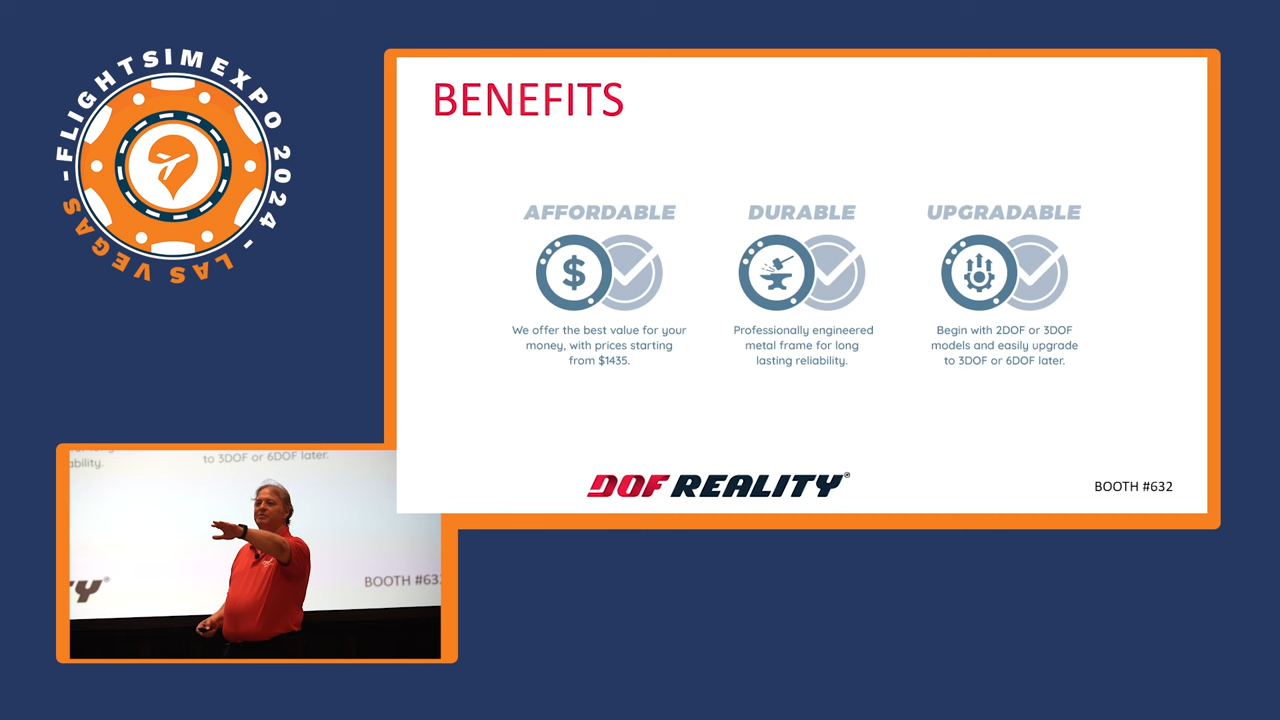 FLIGHTSIMEXPO 2024 - LAS VEGAS -
BENEFITS
AFFORDABLE
We offer the best value for your
money, with prices starting
from $1435.
DURABLE
Professionally engineered
metal frame for long
lasting reliability.
UPGRADABLE
Begin with 2DOF or 3DOF
models and easily upgrade
to 3DOF or 6DOF later.
DOF REALITY®
BOOTH #632
ability.
to 3DOF or 6DOF later.
TY®
BOOTH #632